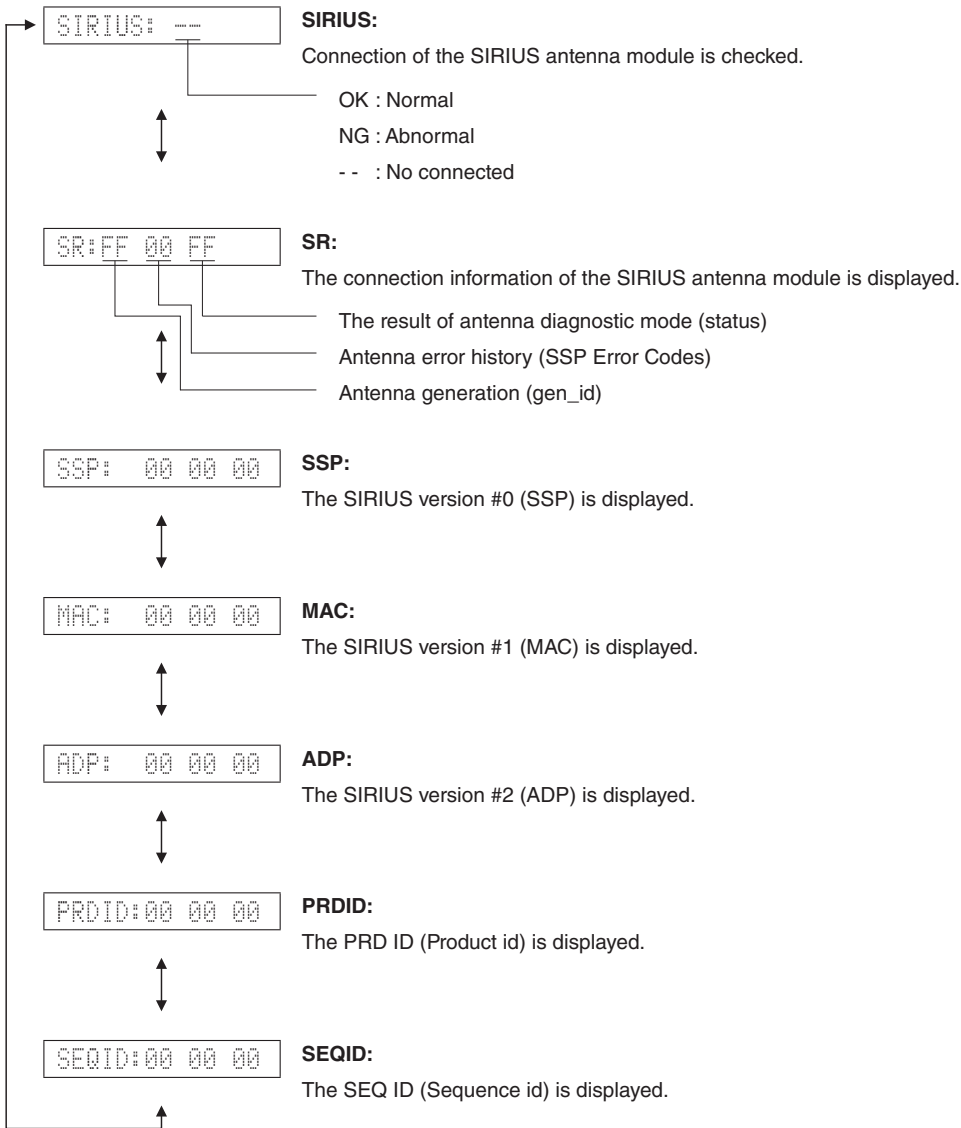 SIRIUS: --
SIRIUS:
Connection of the SIRIUS antenna module is checked.
OK : Normal
NG : Abnormal
- - : No connected
SR:FF 00 FF
SR:
The connection information of the SIRIUS antenna module is displayed.
The result of antenna diagnostic mode (status)
Antenna error history (SSP Error Codes)
Antenna generation (gen_id)
SSP: 00 00 00
SSP:
The SIRIUS version #0 (SSP) is displayed.
MAC: 00 00 00
MAC:
The SIRIUS version #1 (MAC) is displayed.
ADP: 00 00 00
ADP:
The SIRIUS version #2 (ADP) is displayed.
PRDID:00 00 00
PRDID:
The PRD ID (Product id) is displayed.
SEQID:00 00 00
SEQID:
The SEQ ID (Sequence id) is displayed.